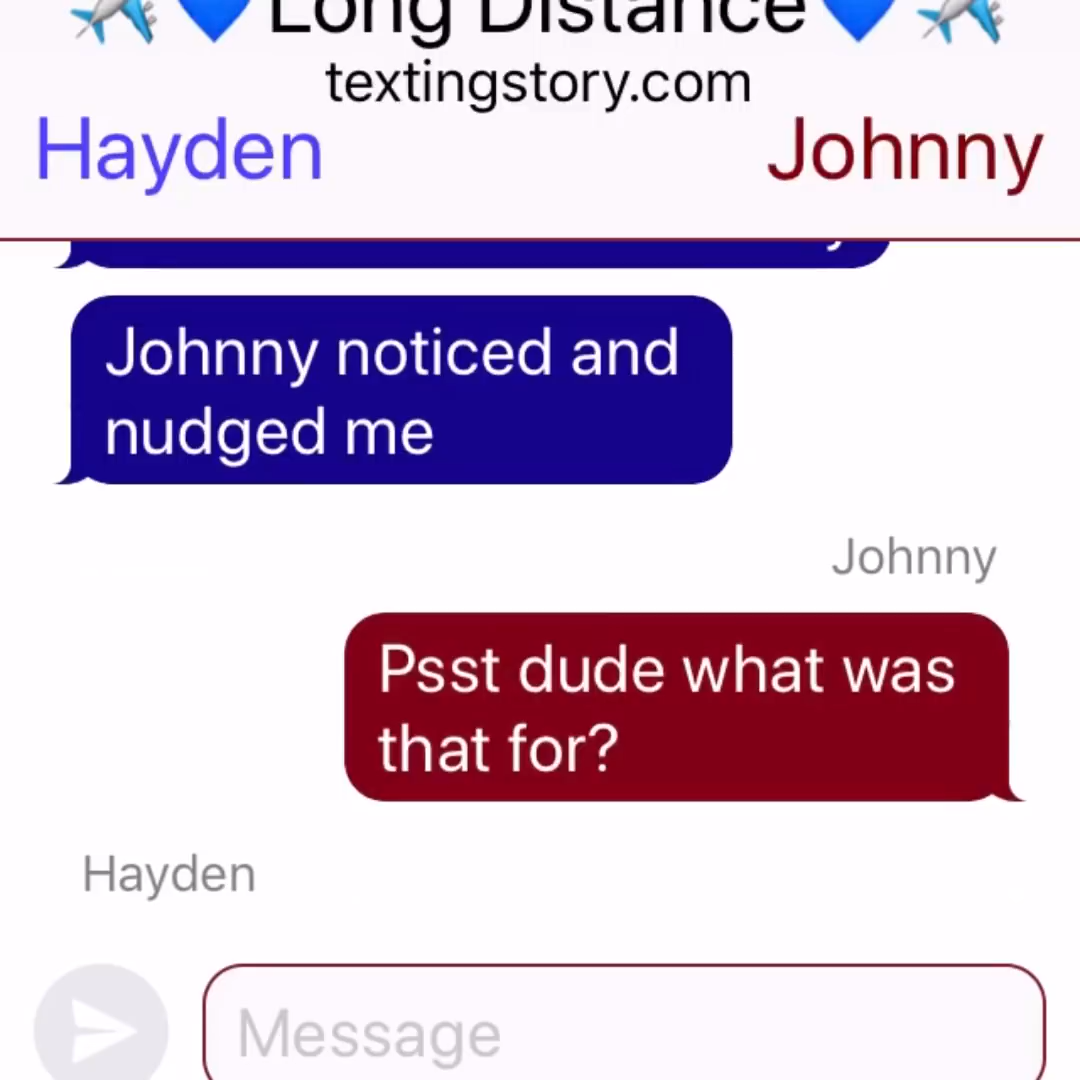 ✈️💙Long Distance💙✈️
textingstory.com
Hayden
Johnny
Johnny noticed and
nudged me
Johnny
Psst dude what was
that for?
Hayden
Message